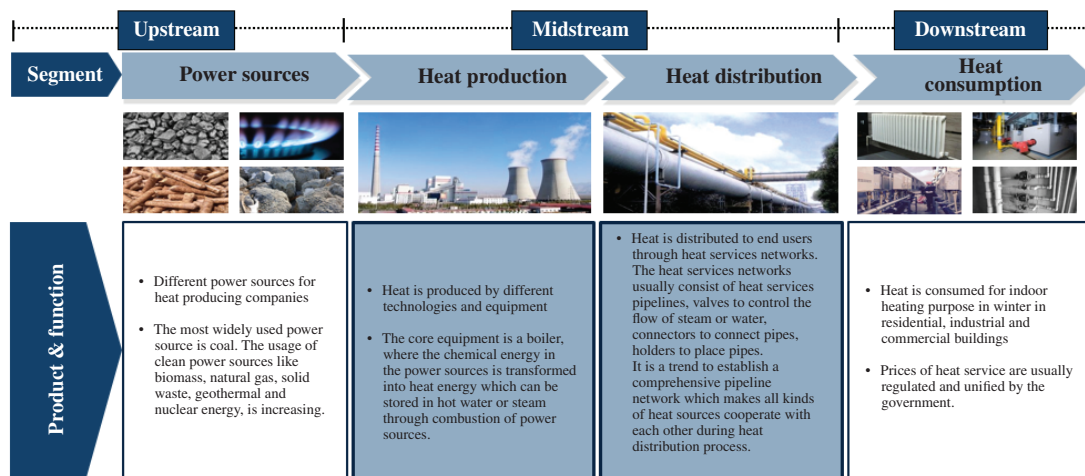 Upstream
Midstream
Downstream
Segment
Power sources
Heat production
Heat distribution
Heat
consumption
Product & function
• Different power sources for
heat producing companies
• The most widely used power
source is coal. The usage of
clean power sources like
biomass, natural gas, solid
waste, geothermal and
nuclear energy, is increasing.
• Heat is produced by different
technologies and equipment
• The core equipment is a boiler,
where the chemical energy in
the power sources is transformed
into heat energy which can be
stored in hot water or steam
through combustion of power
sources.
• Heat is distributed to end users
through heat services networks.
The heat services networks
usually consist of heat services
pipelines, valves to control the
flow of steam or water,
connectors to connect pipes,
holders to place pipes.
It is a trend to establish a
comprehensive pipeline
network which makes all kinds
of heat sources cooperate with
each other during heat
distribution process.
• Heat is consumed for indoor
heating purpose in winter in
residential, industrial and
commercial buildings
• Prices of heat service are usually
regulated and unified by the
government.